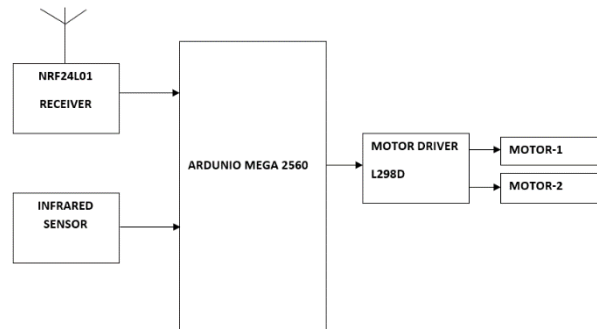 NRF24L01
RECEIVER
ARDUNIO MEGA 2560
MOTOR DRIVER
L298D
MOTOR-1
MOTOR-2
INFRARED
SENSOR